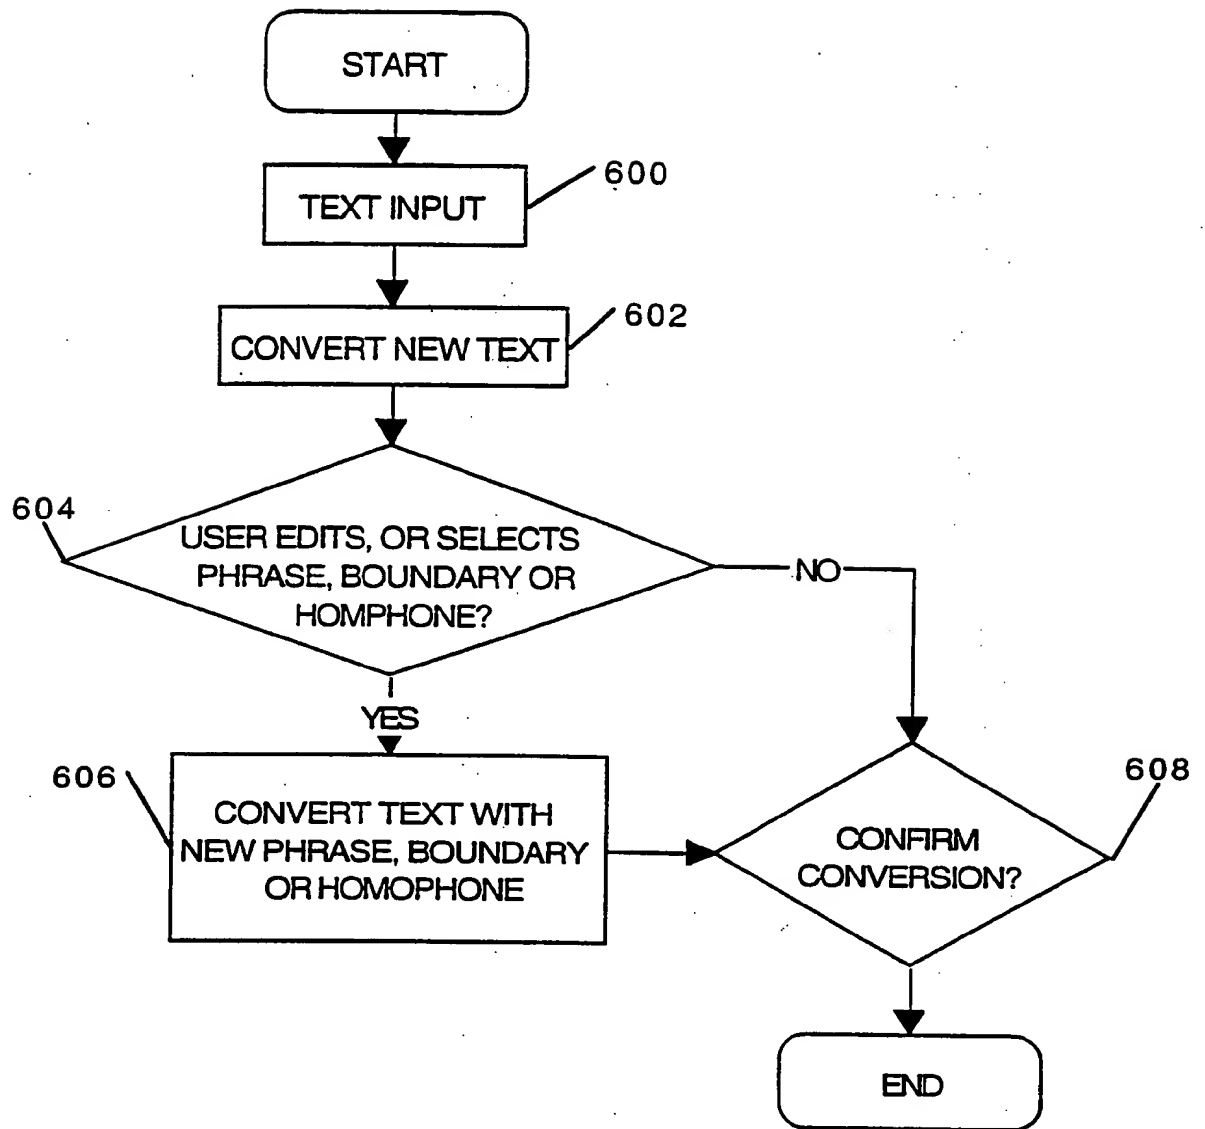 START
600
TEXT INPUT
602
CONVERT NEW TEXT
604
USER EDITS, OR SELECTS
PHRASE, BOUNDARY OR
HOMPHONE?
NO
YES
606
CONVERT TEXT WITH
NEW PHRASE, BOUNDARY
OR HOMOPHONE
608
CONFIRM
CONVERSION?
END